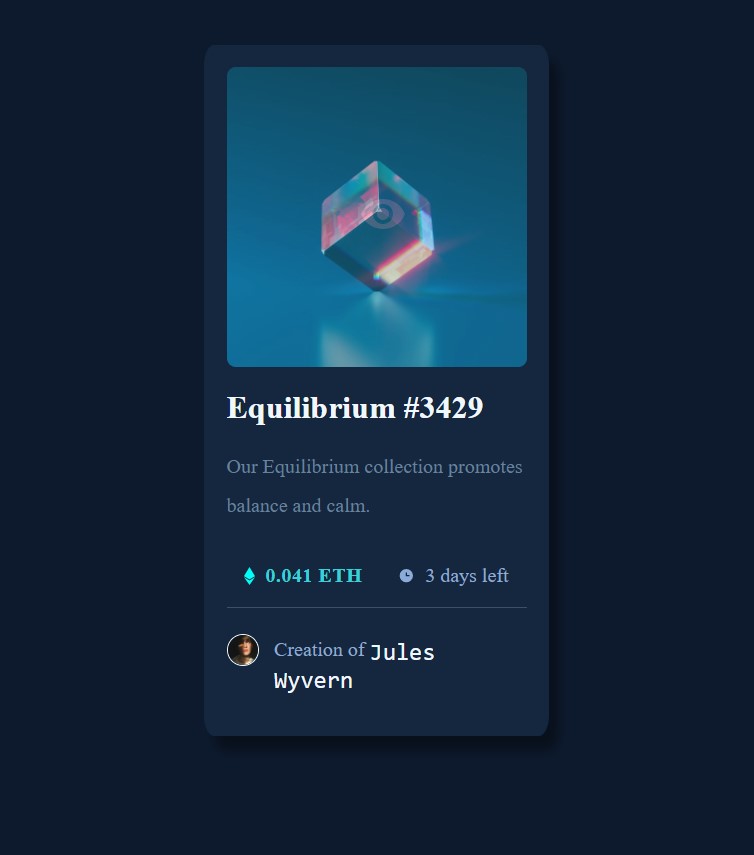 Equilibrium #3429
Our Equilibrium collection promotes
balance and calm.
0.041 ETH 3 days left
Creation of Jules
Wyvern